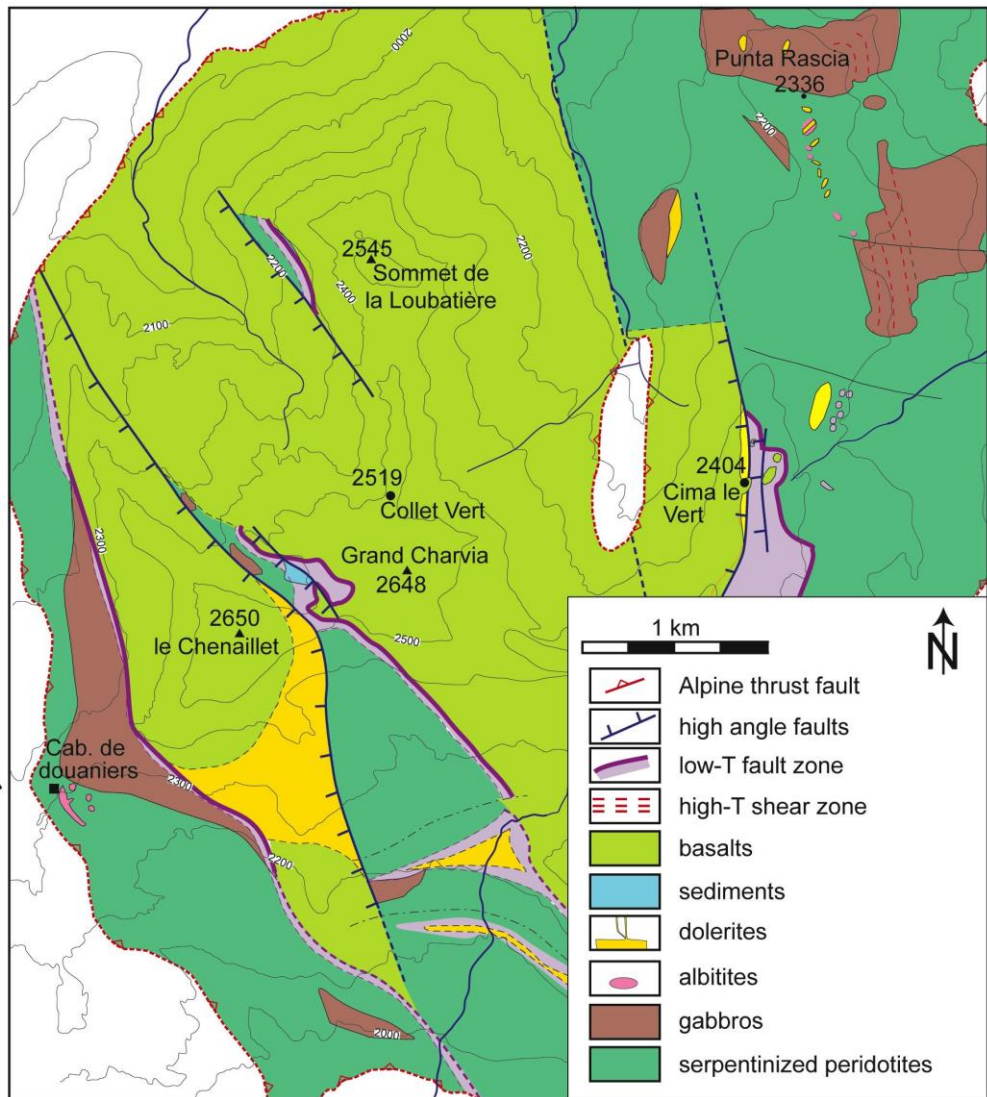 2000
Punta Rascia
2336
2200
2200
2545
Sommet de
la Loubatière
2200
2400
2100
2519
Collet Vert
2404
Cima le
Vert
2300
Grand Charvia
2648
2650
le Chenaillet
2500
Cab. de
douaniers
2300
2200
2000
1 km
N
Alpine thrust fault
high angle faults
low-T fault zone
high-T shear zone
basalts
sediments
dolerites
albitites
gabbros
serpentinized peridotites